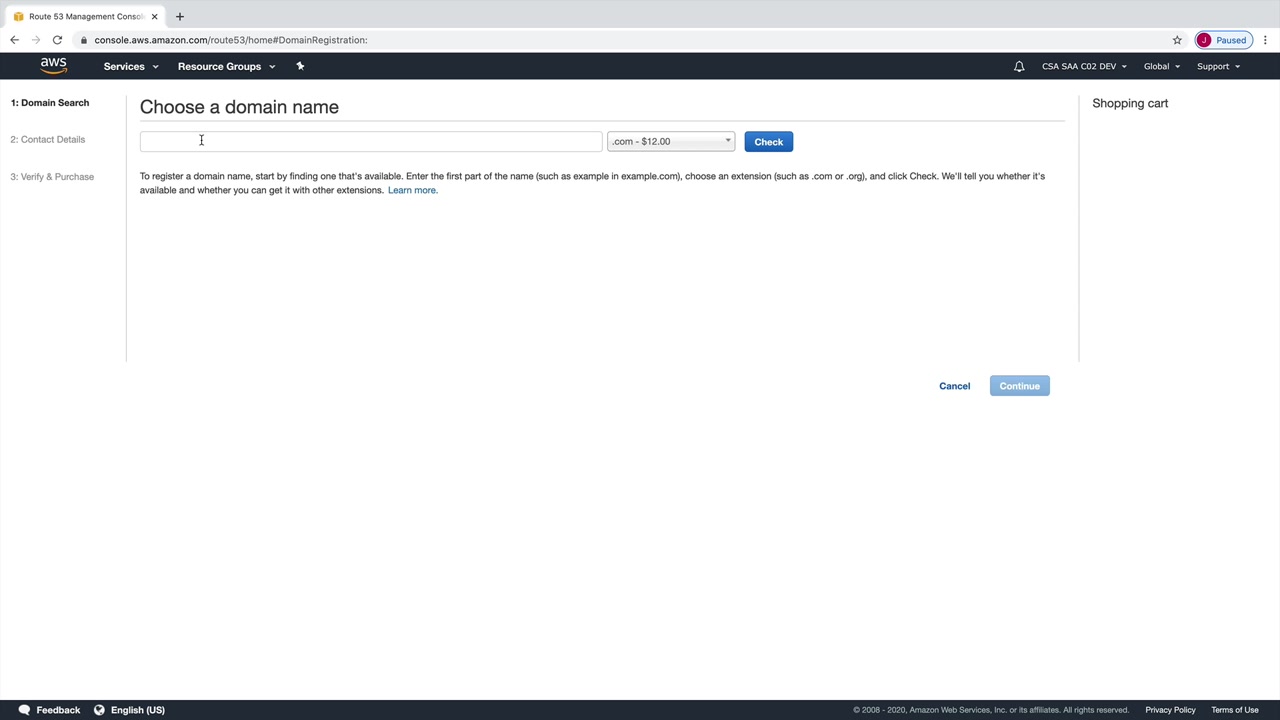 Route 53 Management Consol
console.aws.amazon.com/route53/home#DomainRegistration:
Paused
J
aws
Services
Resource Groups
CSA SAA C02 DEV
Global
Support
1: Domain Search
2: Contact Details
3: Verify & Purchase
Choose a domain name
.com - $12.00
Check
To register a domain name, start by finding one that's available. Enter the first part of the name (such as example in example.com), choose an extension (such as .com or .org), and click Check. We'll tell you whether it's
available and whether you can get it with other extensions. Learn more.
Cancel
Continue
Shopping cart
Feedback
English (US)
© 2008 - 2020, Amazon Web Services, Inc. or its affiliates. All rights reserved.
Privacy Policy
Terms of Use